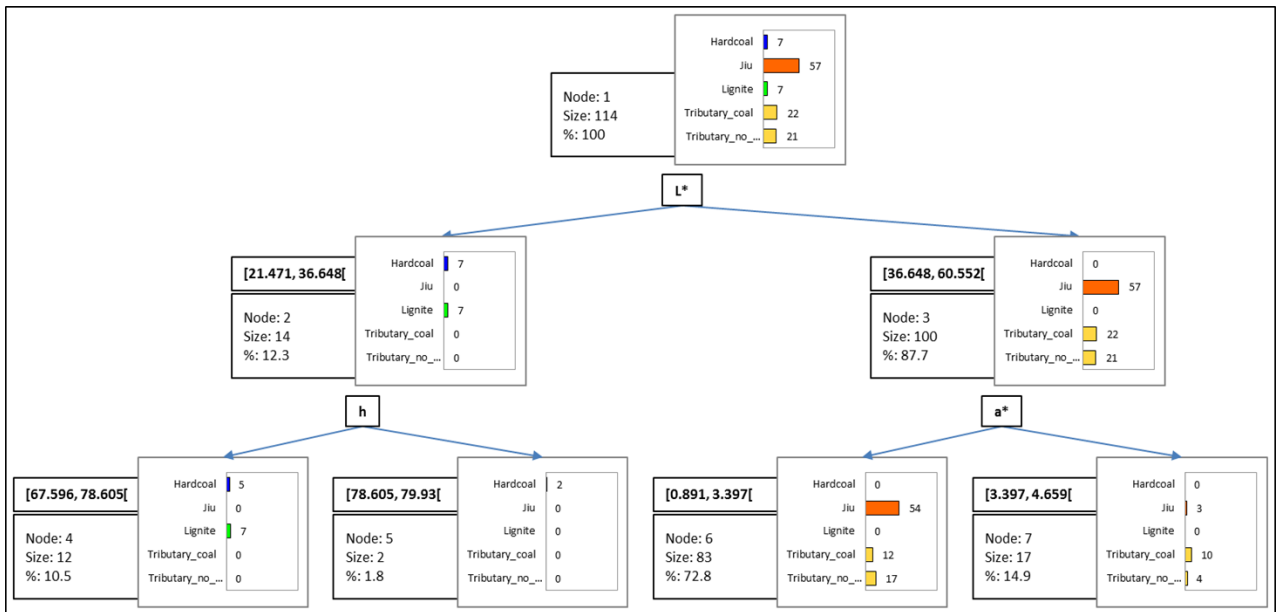 Hardcoal 7
Jiu 57
Lignite 7
Tributary_coal 22
Tributary_no_... 21
Node: 1
Size: 114
%: 100
L*
[21.471, 36.648[
Node: 2
Size: 14
%: 12.3
Hardcoal 7
Jiu 0
Lignite 7
Tributary_coal 0
Tributary_no_... 0
[36.648, 60.552[
Node: 3
Size: 100
%: 87.7
Hardcoal 0
Jiu 57
Lignite 0
Tributary_coal 22
Tributary_no_... 21
h
a*
[67.596, 78.605[
Node: 4
Size: 12
%: 10.5
Hardcoal 5
Jiu 0
Lignite 7
Tributary_coal 0
Tributary_no_... 0
[78.605, 79.93[
Node: 5
Size: 2
%: 1.8
Hardcoal 2
Jiu 0
Lignite 0
Tributary_coal 0
Tributary_no_... 0
[0.891, 3.397[
Node: 6
Size: 83
%: 72.8
Hardcoal 0
Jiu 54
Lignite 0
Tributary_coal 12
Tributary_no_... 17
[3.397, 4.659[
Node: 7
Size: 17
%: 14.9
Hardcoal 0
Jiu 3
Lignite 0
Tributary_coal 10
Tributary_no_... 4